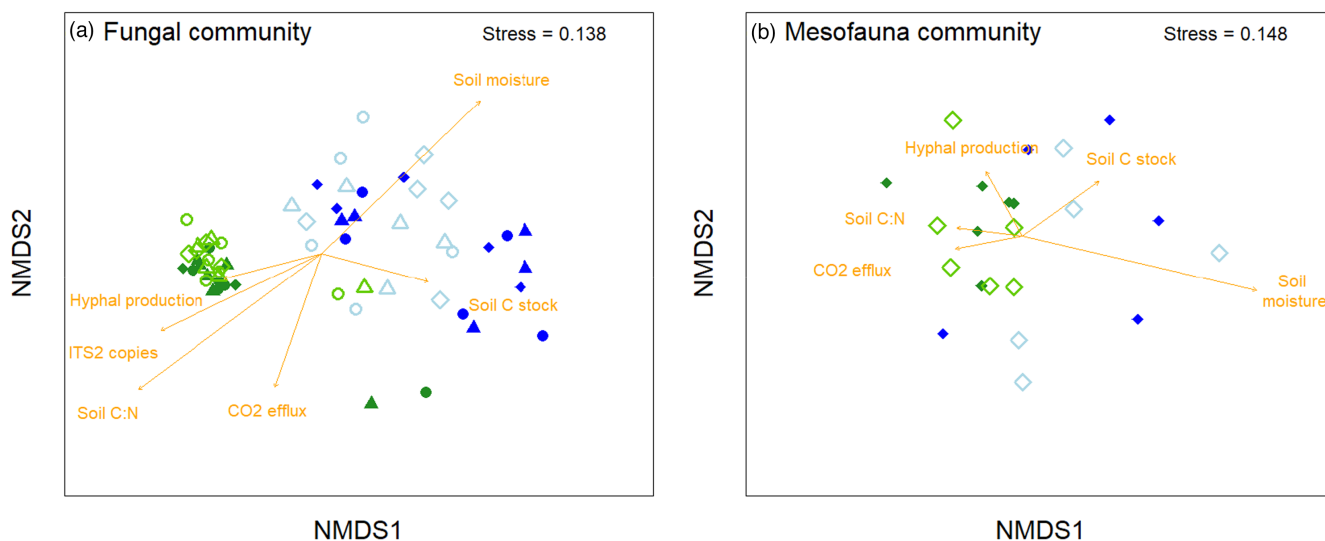 (a) Fungal community
Stress = 0.138
Soil moisture
Hyphal production
Soil C stock
ITS2 copies
Soil C:N
CO2 efflux
NMDS2
NMDS1
(b) Mesofauna community
Stress = 0.148
Hyphal production
Soil C stock
Soil C:N
CO2 efflux
Soil
moisture
NMDS2
NMDS1